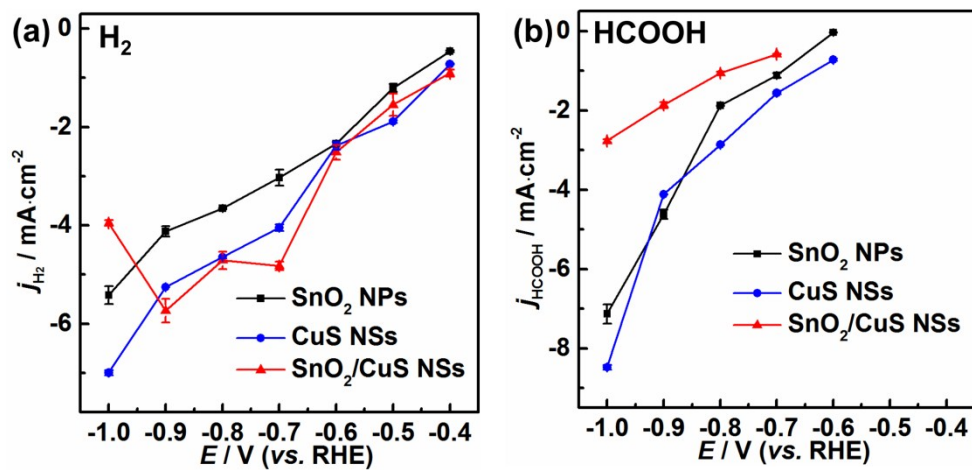 (a) H₂
0
-2
-4
-6
j_H₂ / mA·cm⁻²
SnO₂ NPs
CuS NSs
SnO₂/CuS NSs
-1.0 -0.9 -0.8 -0.7 -0.6 -0.5 -0.4
E / V (vs. RHE)
(b) HCOOH
0
-2
-4
-6
-8
j_HCOOH / mA·cm⁻²
SnO₂ NPs
CuS NSs
SnO₂/CuS NSs
-1.0 -0.9 -0.8 -0.7 -0.6 -0.5 -0.4
E / V (vs. RHE)